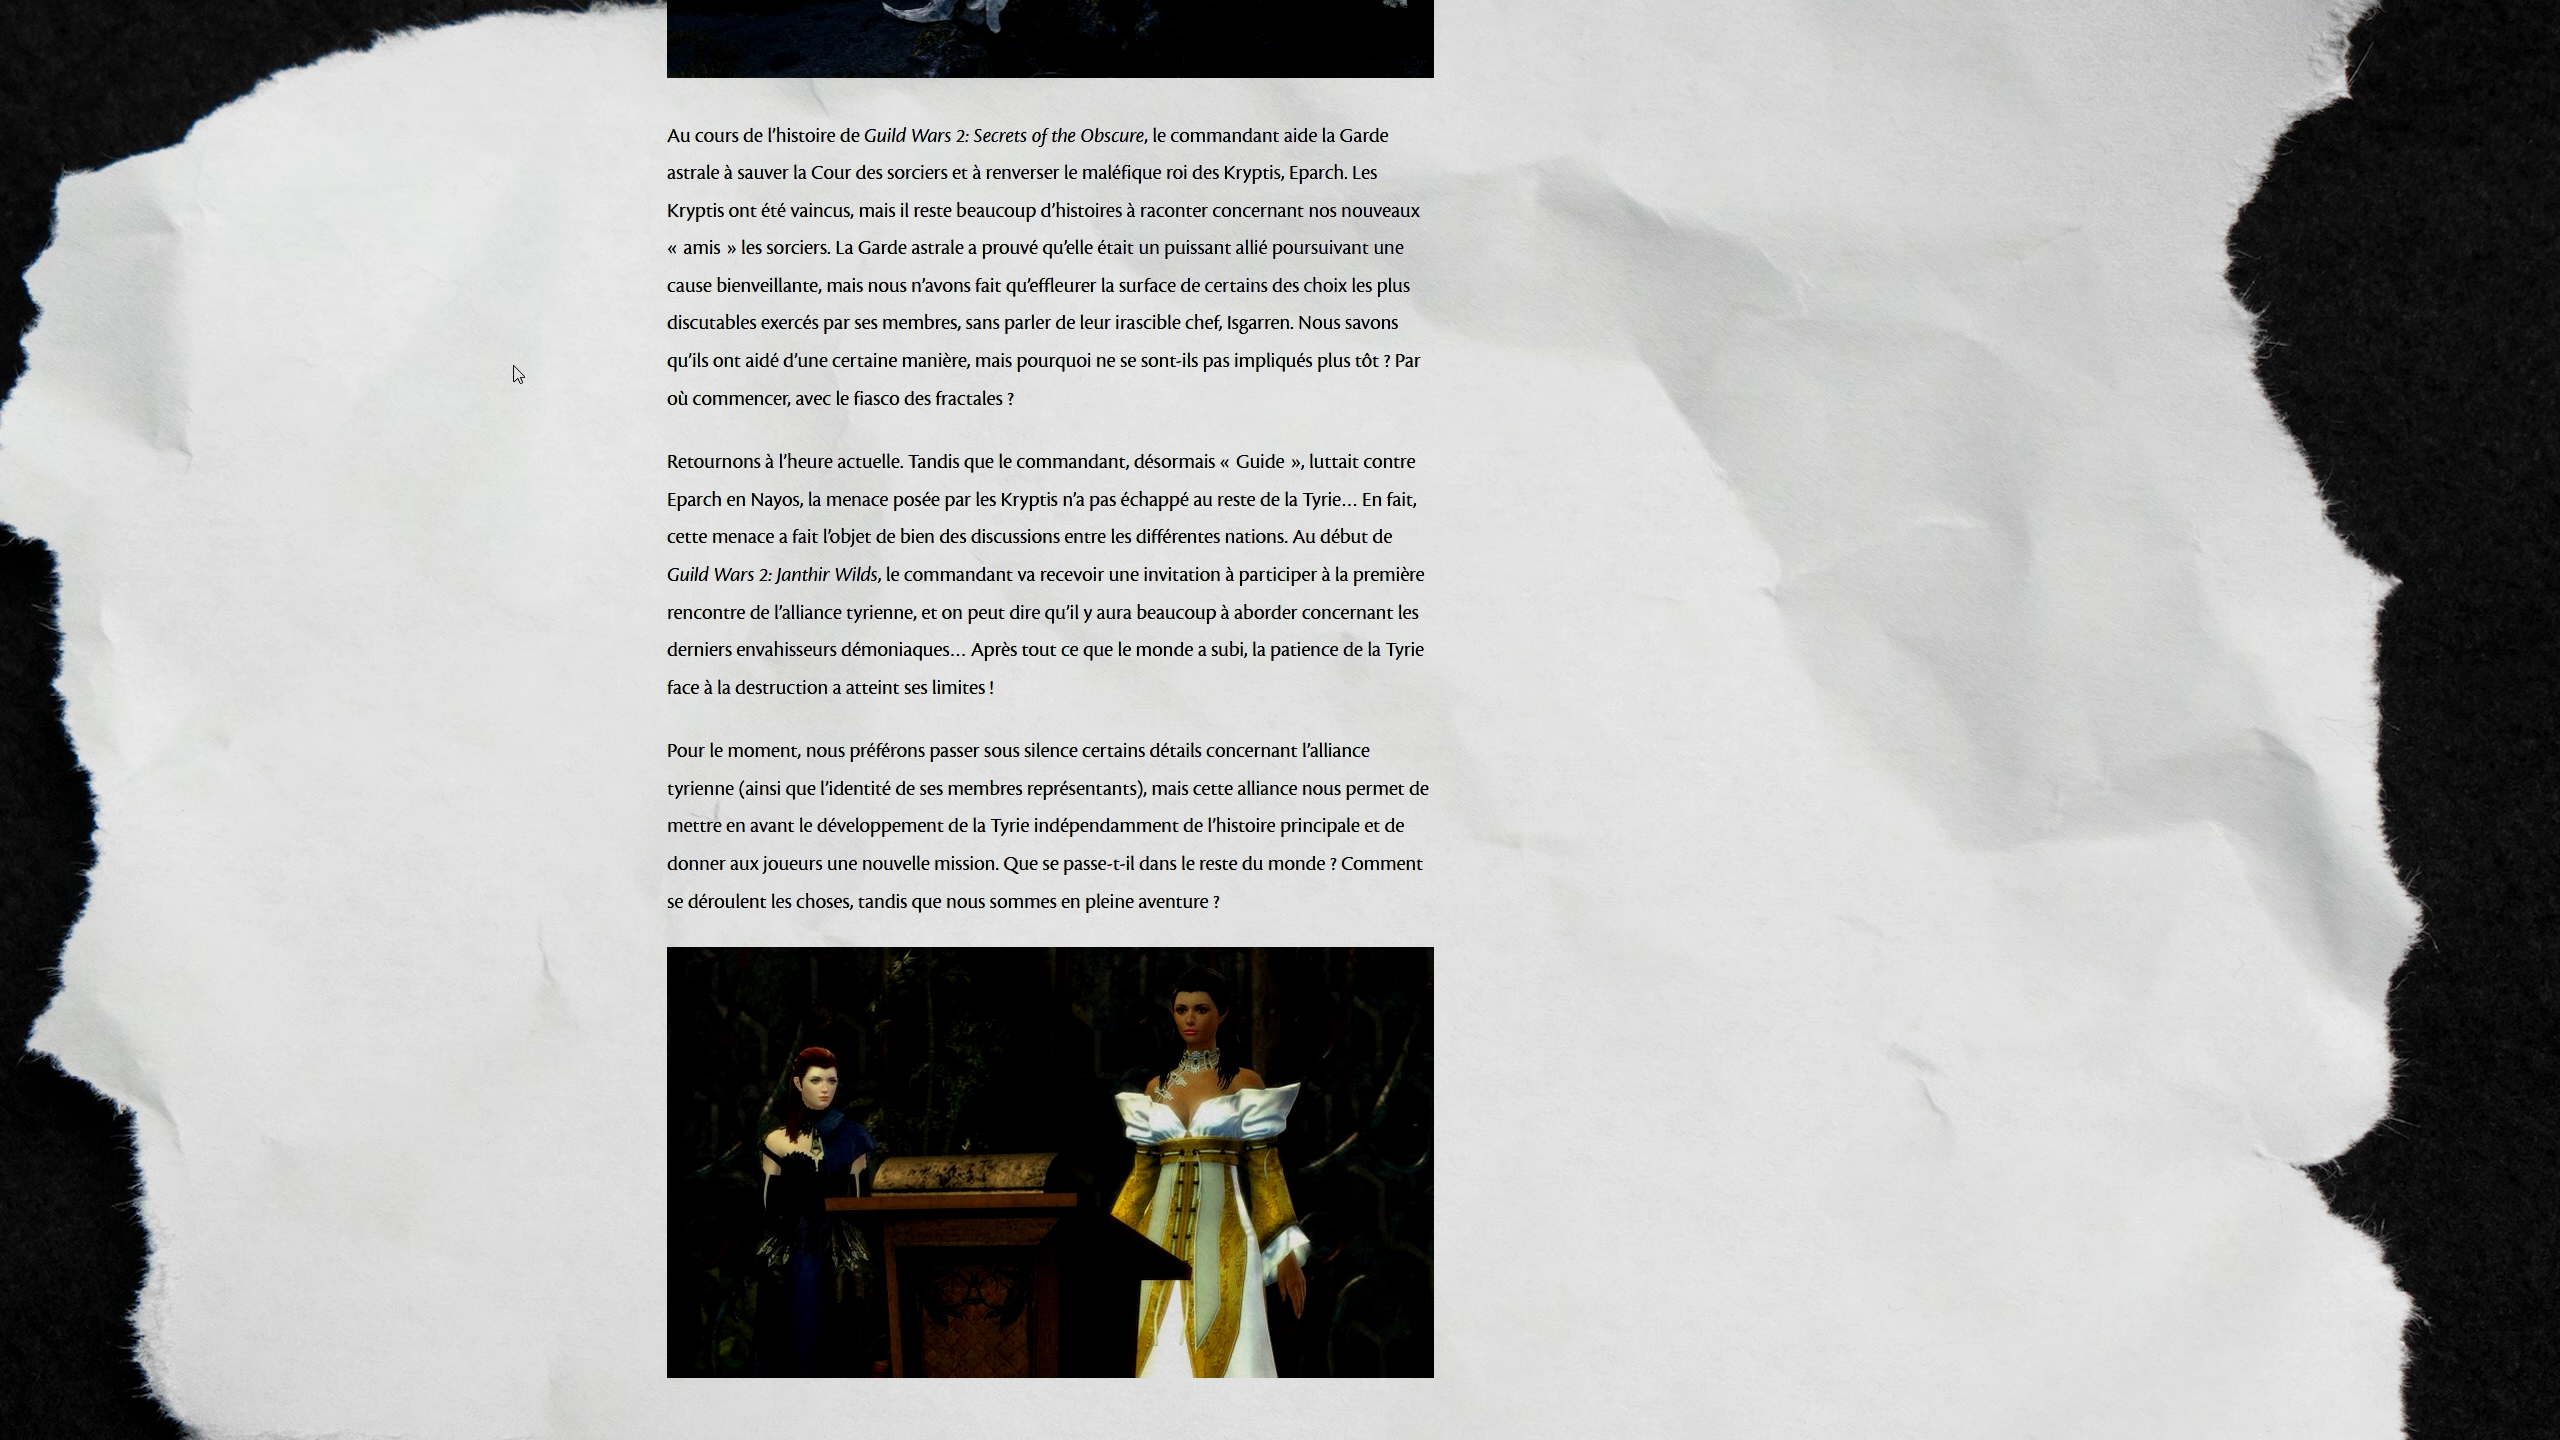 Au cours de l’histoire de Guild Wars 2: Secrets of the Obscure, le commandant aide la Garde
astrale à sauver la Cour des sorciers et à renverser le maléfique roi des Kryptis, Eparch. Les
Kryptis ont été vaincus, mais il reste beaucoup d’histoires à raconter concernant nos nouveaux
« amis » les sorciers. La Garde astrale a prouvé qu’elle était un puissant allié poursuivant une
cause bienveillante, mais nous n’avons fait qu’effleurer la surface de certains des choix les plus
discutables exercés par ses membres, sans parler de leur irascible chef, Isgarren. Nous savons
qu’ils ont aidé d’une certaine manière, mais pourquoi ne se sont-ils pas impliqués plus tôt ? Par
où commencer, avec le fiasco des fractales ?
Retournons à l’heure actuelle. Tandis que le commandant, désormais « Guide », luttait contre
Eparch en Nayos, la menace posée par les Kryptis n’a pas échappé au reste de la Tyrie… En fait,
cette menace a fait l’objet de bien des discussions entre les différentes nations. Au début de
Guild Wars 2: Janthir Wilds, le commandant va recevoir une invitation à participer à la première
rencontre de l’alliance tyrienne, et on peut dire qu’il y aura beaucoup à aborder concernant les
derniers envahisseurs démoniaques… Après tout ce que le monde a subi, la patience de la Tyrie
face à la destruction a atteint ses limites !
Pour le moment, nous préférons passer sous silence certains détails concernant l’alliance
tyrienne (ainsi que l’identité de ses membres représentants), mais cette alliance nous permet de
mettre en avant le développement de la Tyrie indépendamment de l’histoire principale et de
donner aux joueurs une nouvelle mission. Que se passe-t-il dans le reste du monde ? Comment
se déroulent les choses, tandis que nous sommes en pleine aventure ?